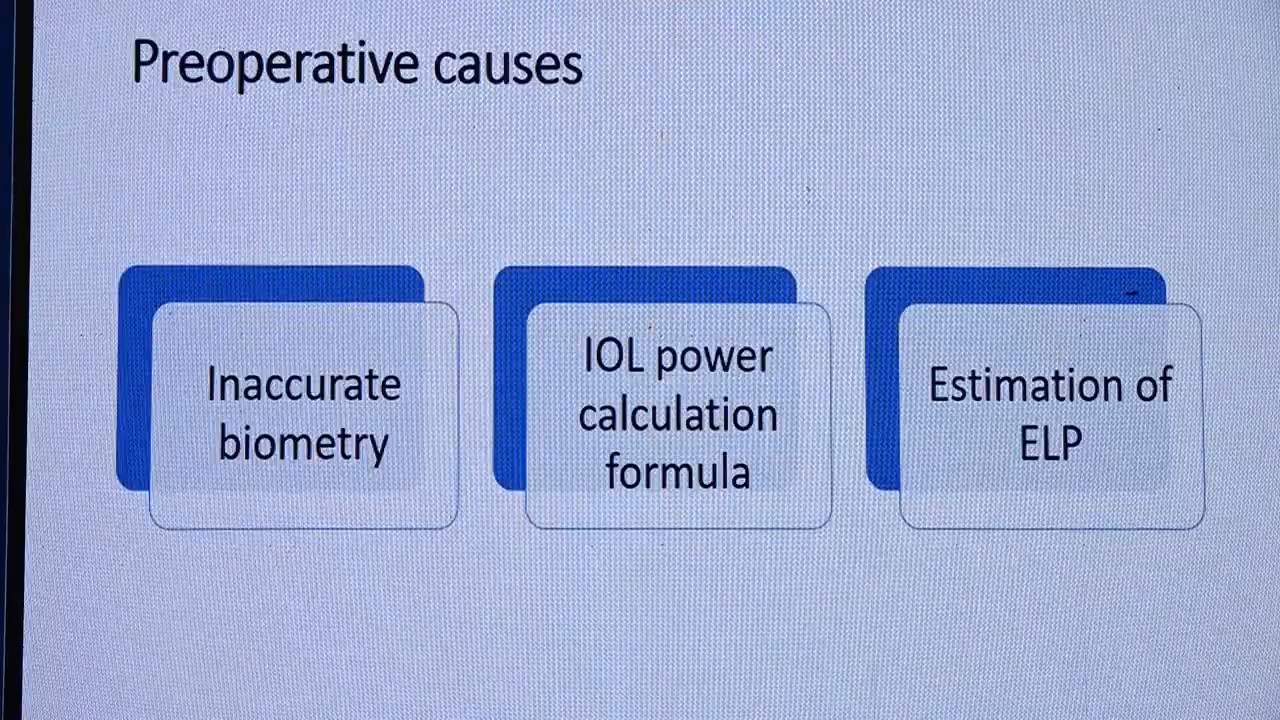 Preoperative causes
Inaccurate
biometry
IOL power
calculation
formula
Estimation of
ELP